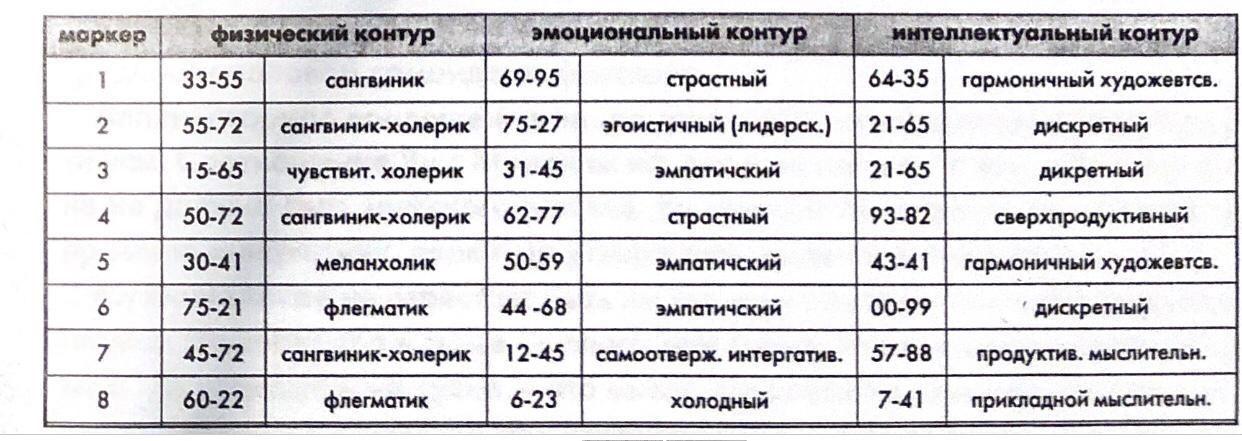 маркер физический контур эмоциональный контур интеллектуальный контур
1 33-55 сангвиник 69-95 страстный 64-35 гармоничный художевтсв.
2 55-72 сангвиник-холерик 75-27 эгоистичный (лидерск.) 21-65 дискретный
3 15-65 чувствит. холерик 31-45 эмпатичский 21-65 дикретный
4 50-72 сангвиник-холерик 62-77 страстный 93-82 сверхпродуктивный
5 30-41 меланхолик 50-59 эмпатичский 43-41 гармоничный художевтсв.
6 75-21 флегматик 44-68 эмпатичский 00-99 дискретный
7 45-72 сангвиник-холерик 12-45 самоотверж. интергатив. 57-88 продуктив. мыслительн.
8 60-22 флегматик 6-23 холодный 7-41 прикладной мыслительн.